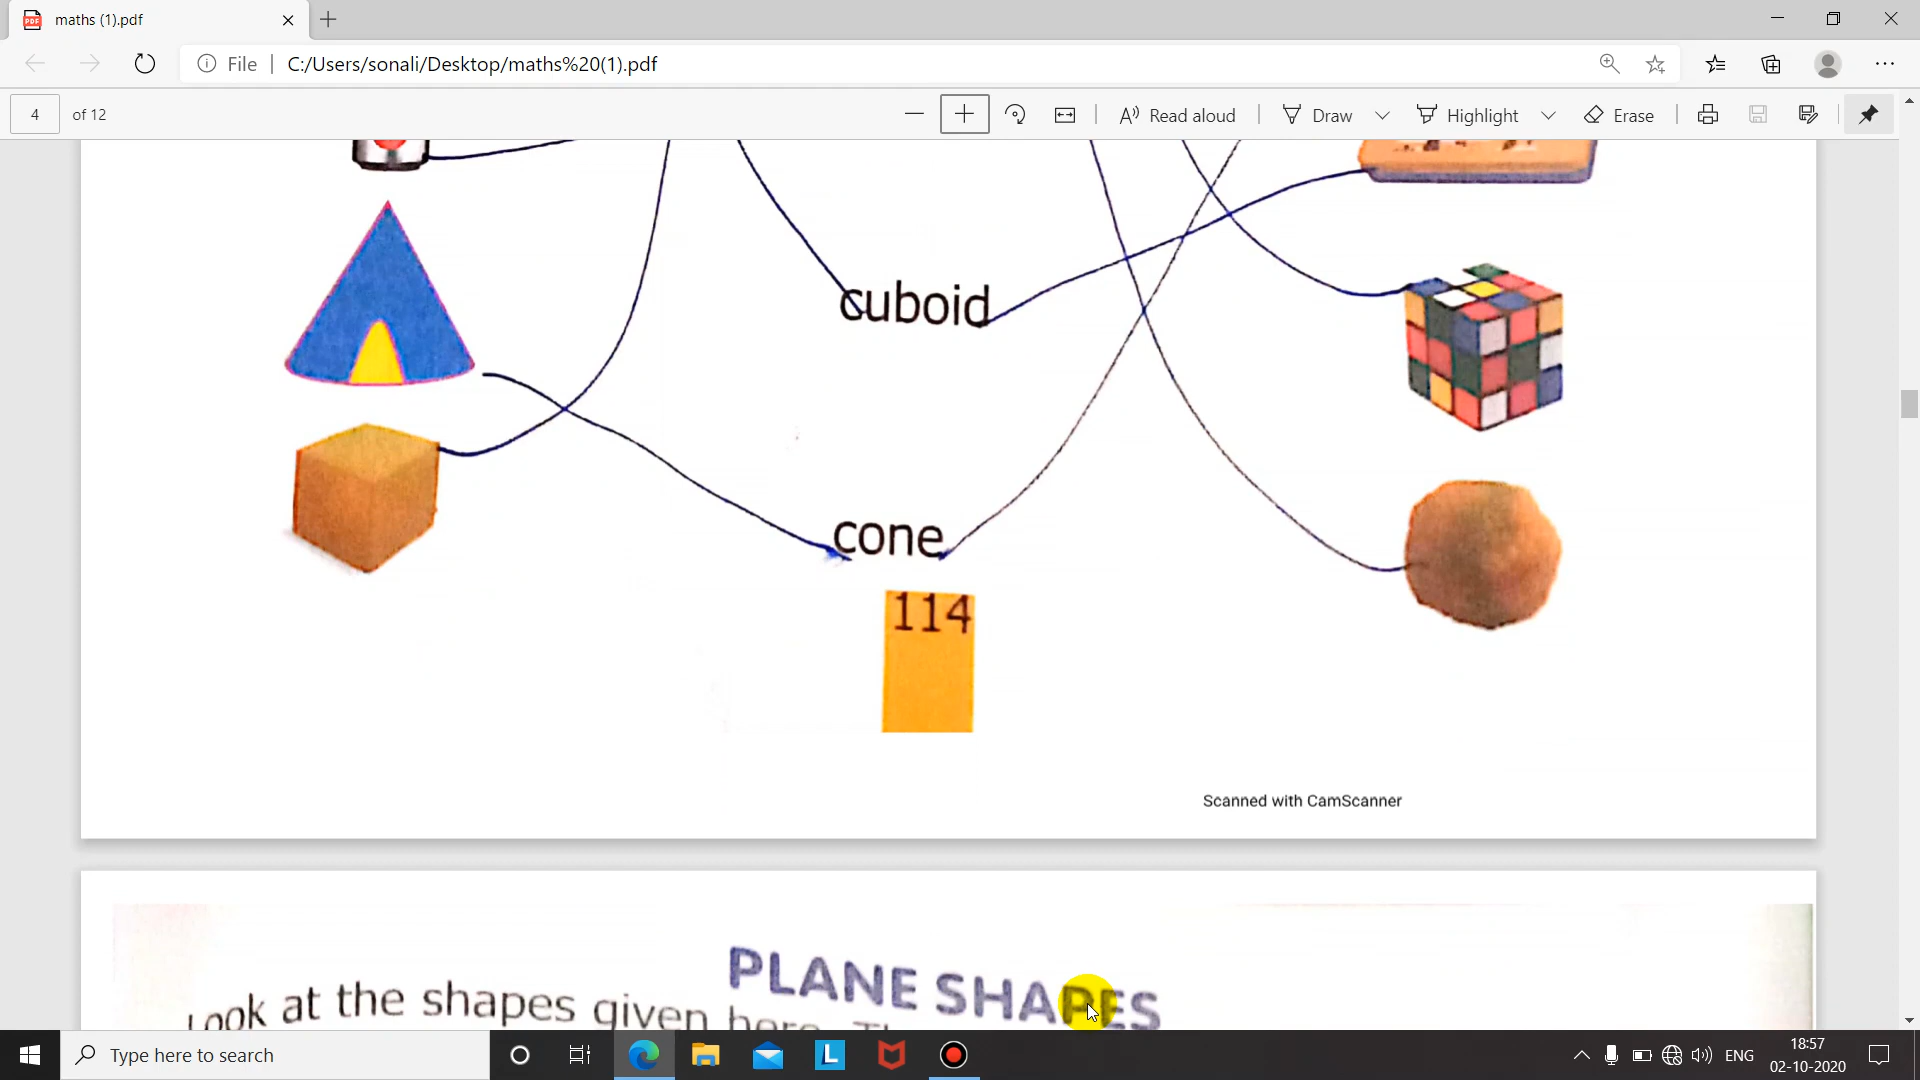 maths (1).pdf
File
C:/Users/sonali/Desktop/maths%20(1).pdf
4 of 12
Read aloud
Draw
Highlight
Erase
cuboid
cone
114
Scanned with CamScanner
PLANE SHAPES
Look at the shapes given here.
Type here to search
ENG
18:57
02-10-2020